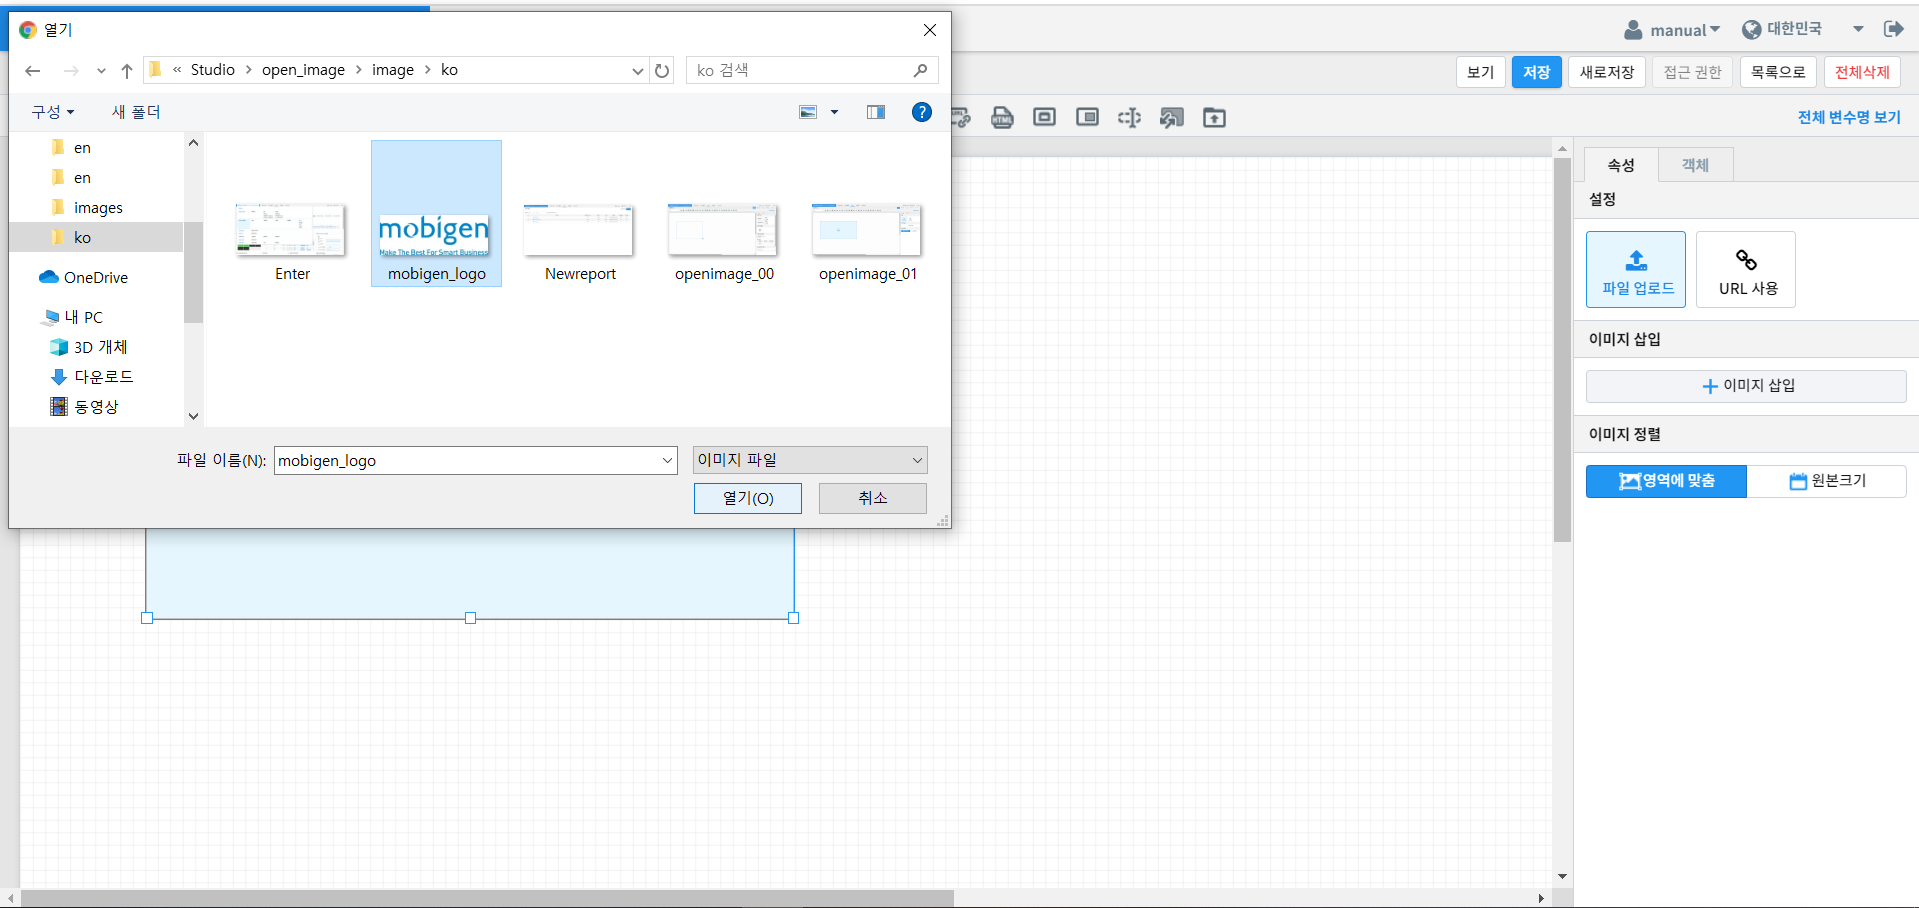 열기
manual
대한민국
« Studio > open_image > image > ko
ko 검색
보기
저장
새로저장
접근 권한
목록으로
전체삭제
구성
새 폴더
?
HTML
전체 변수명 보기
en
en
images
ko
OneDrive
내 PC
3D 개체
다운로드
동영상
mobigen
Make The Best For Smart Business
Enter
mobigen_logo
Newreport
openimage_00
openimage_01
속성
객체
설정
파일 업로드
URL 사용
이미지 삽입
이미지 삽입
이미지 정렬
영역에 맞춤
원본크기
파일 이름(N):
mobigen_logo
이미지 파일
열기(O)
취소